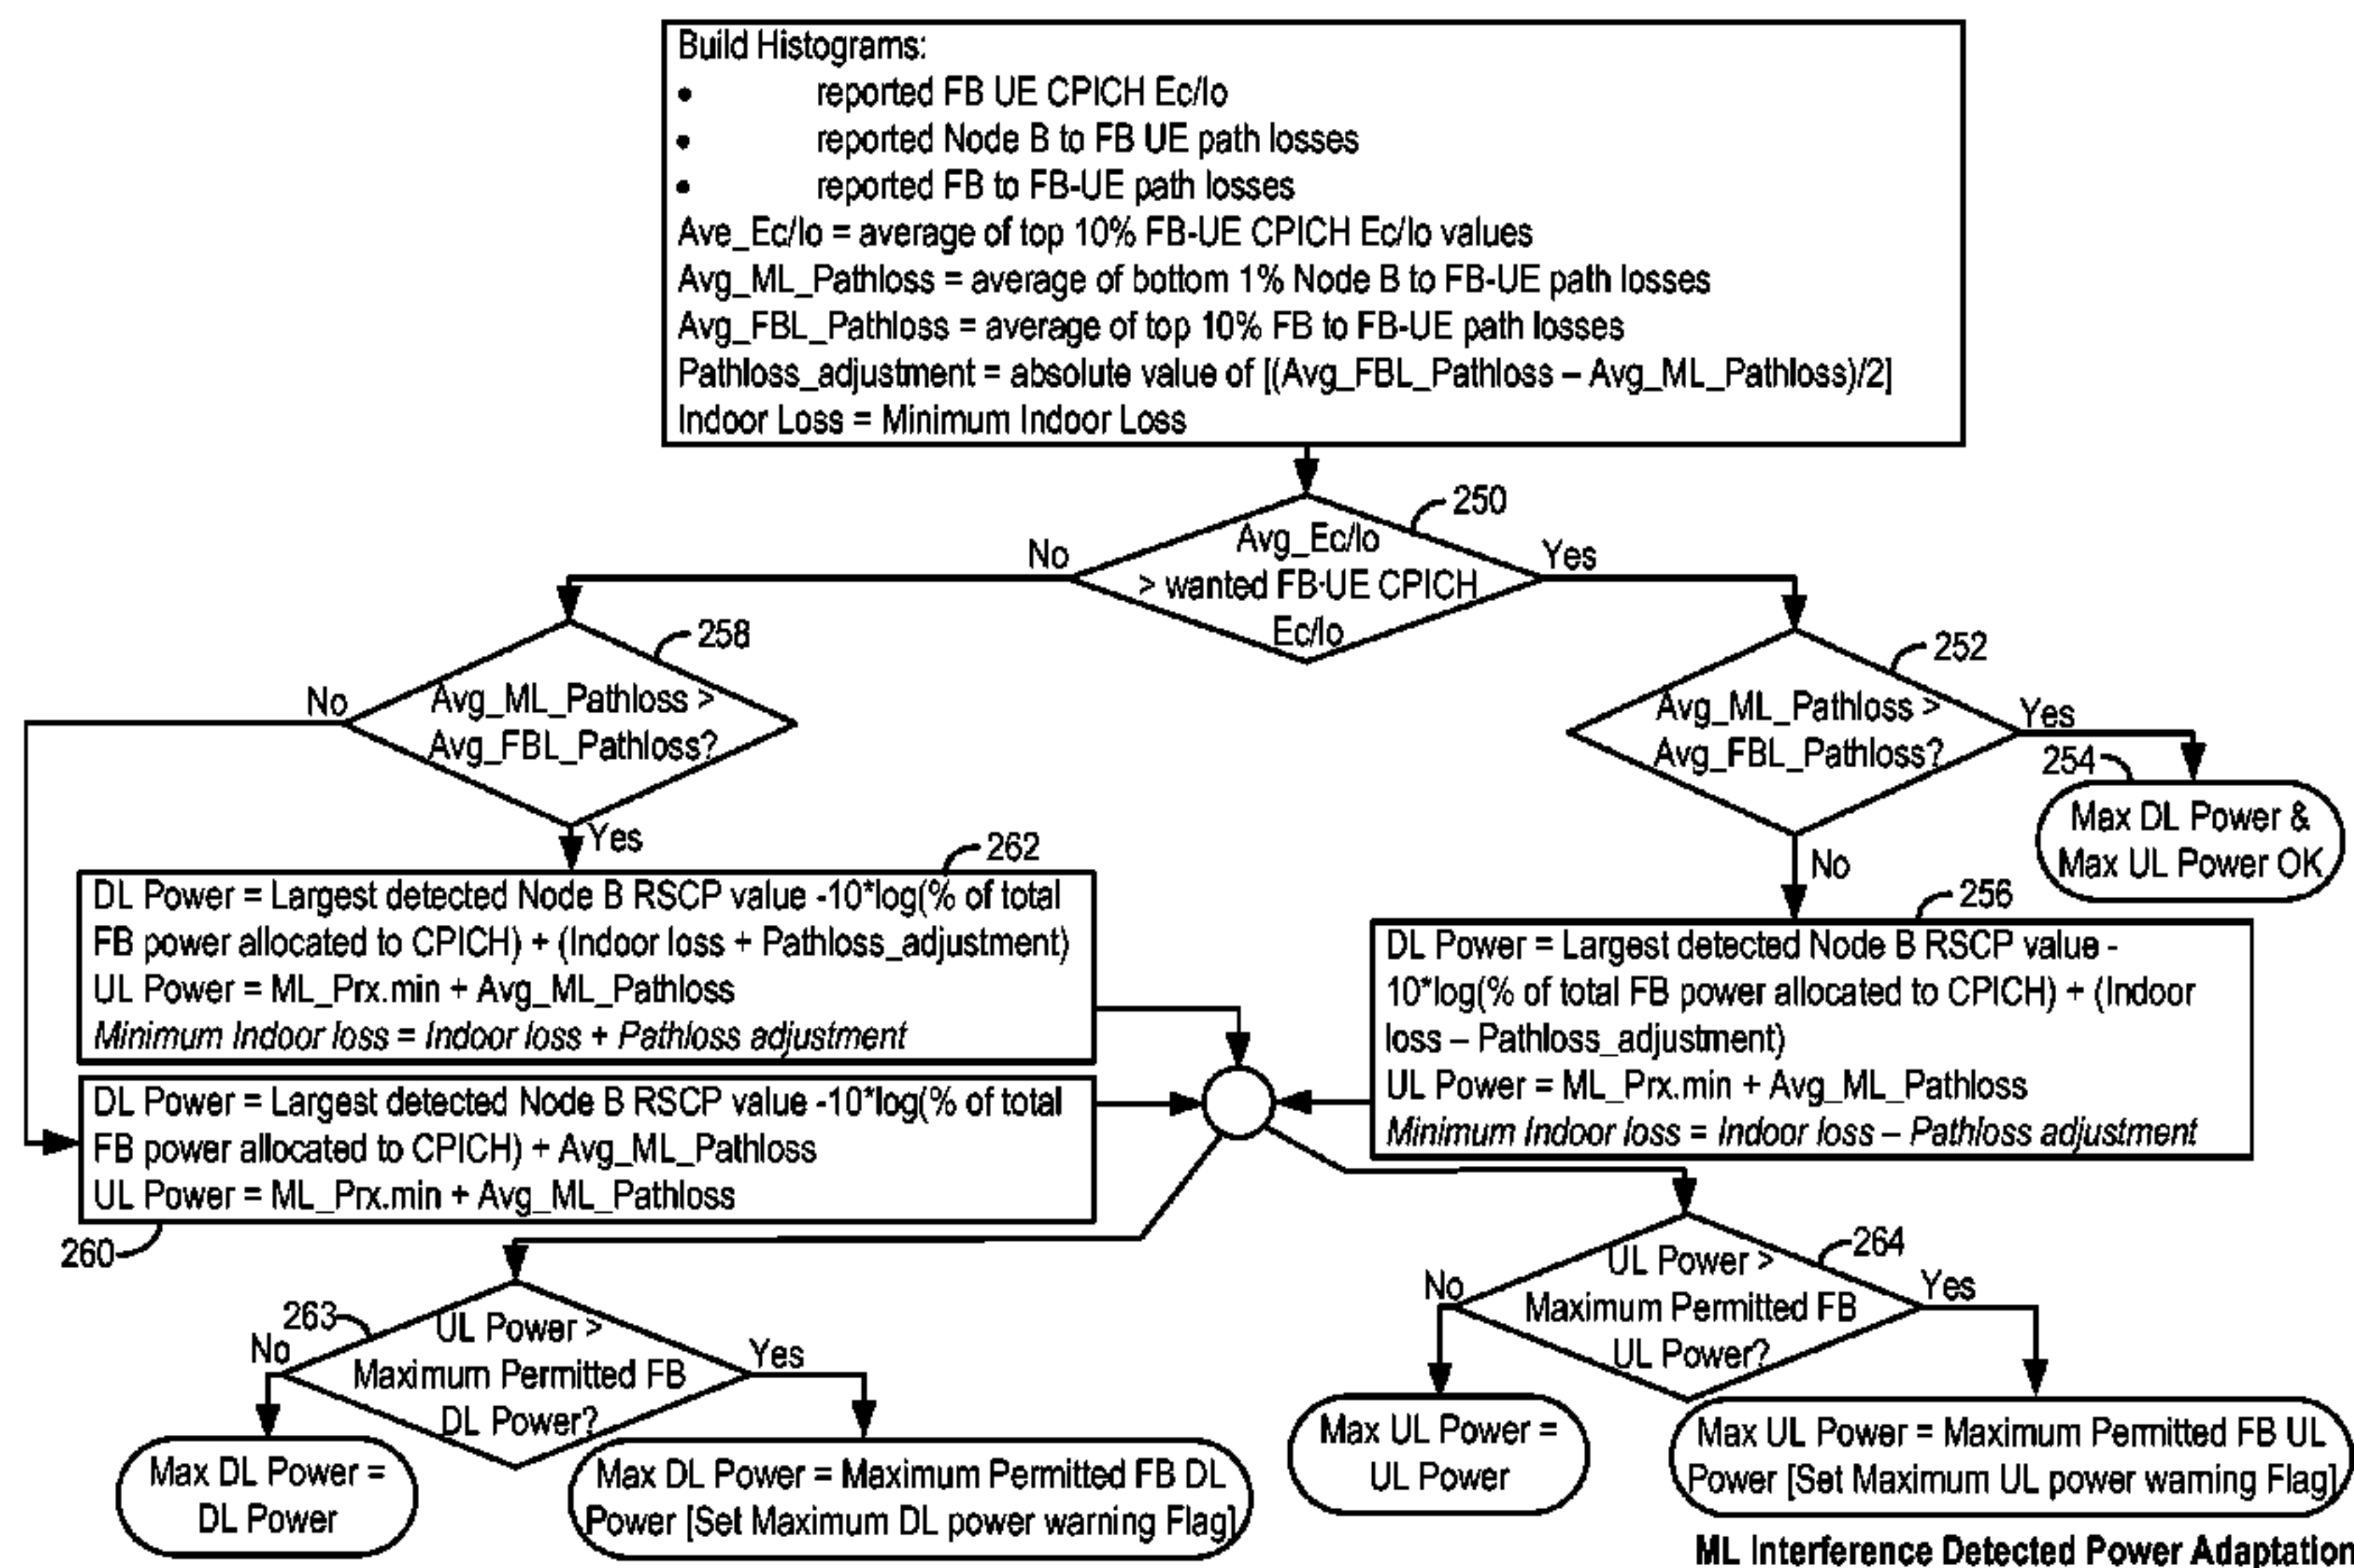 Build Histograms:
• reported FB UE CPICH Ec/Io
• reported Node B to FB UE path losses
• reported FB to FB-UE path losses
Ave_Ec/Io = average of top 10% FB-UE CPICH Ec/Io values
Avg_ML_Pathloss = average of bottom 1% Node B to FB-UE path losses
Avg_FBL_Pathloss = average of top 10% FB to FB-UE path losses
Pathloss_adjustment = absolute value of [(Avg_FBL_Pathloss – Avg_ML_Pathloss)/2]
Indoor Loss = Minimum Indoor Loss
250
Avg_Ec/Io
> wanted FB-UE CPICH
Ec/Io
No
Yes
258
Avg_ML_Pathloss >
Avg_FBL_Pathloss?
No
Yes
252
Avg_ML_Pathloss >
Avg_FBL_Pathloss?
Yes
No
254
Max DL Power &
Max UL Power OK
262
DL Power = Largest detected Node B RSCP value -10*log(% of total
FB power allocated to CPICH) + (Indoor loss + Pathloss_adjustment)
UL Power = ML_Prx.min + Avg_ML_Pathloss
Minimum Indoor loss = Indoor loss + Pathloss adjustment
256
DL Power = Largest detected Node B RSCP value -
10*log(% of total FB power allocated to CPICH) + (Indoor
loss – Pathloss_adjustment)
UL Power = ML_Prx.min + Avg_ML_Pathloss
Minimum Indoor loss = Indoor loss – Pathloss adjustment
DL Power = Largest detected Node B RSCP value -10*log(% of total
FB power allocated to CPICH) + Avg_ML_Pathloss
UL Power = ML_Prx.min + Avg_ML_Pathloss
260
263
UL Power >
Maximum Permitted FB
DL Power?
No
Yes
264
UL Power >
Maximum Permitted FB
UL Power?
No
Yes
Max DL Power =
DL Power
Max DL Power = Maximum Permitted FB DL
Power [Set Maximum DL power warning Flag]
Max UL Power =
UL Power
Max UL Power = Maximum Permitted FB UL
Power [Set Maximum UL power warning Flag]
ML Interference Detected Power Adaptation